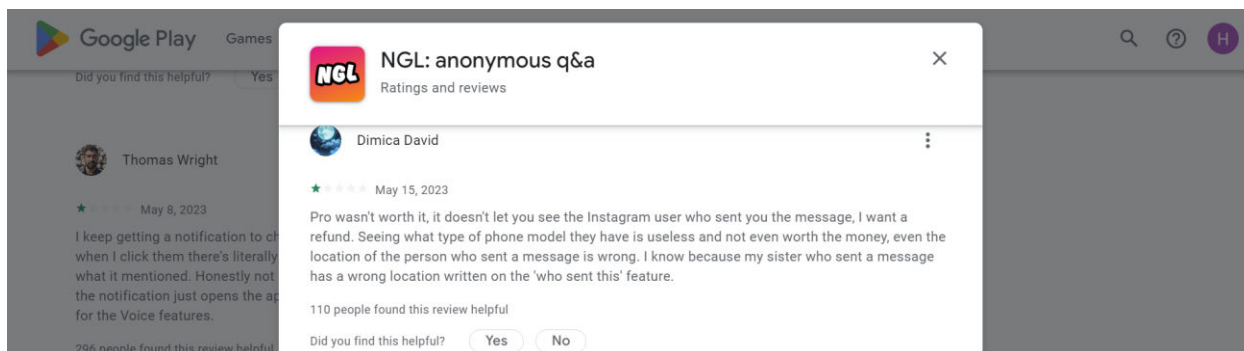 Google Play Games
Did you find this helpful? Yes
Thomas Wright
May 8, 2023
I keep getting a notification to ch
when I click them there's literally
what it mentioned. Honestly not
the notification just opens the ap
for the Voice features.
296 people found this review helpful
NGL
NGL: anonymous q&a
Ratings and reviews
Dimica David
May 15, 2023
Pro wasn't worth it, it doesn't let you see the Instagram user who sent you the message, I want a
refund. Seeing what type of phone model they have is useless and not even worth the money, even the
location of the person who sent a message is wrong. I know because my sister who sent a message
has a wrong location written on the 'who sent this' feature.
110 people found this review helpful
Did you find this helpful? Yes No
H